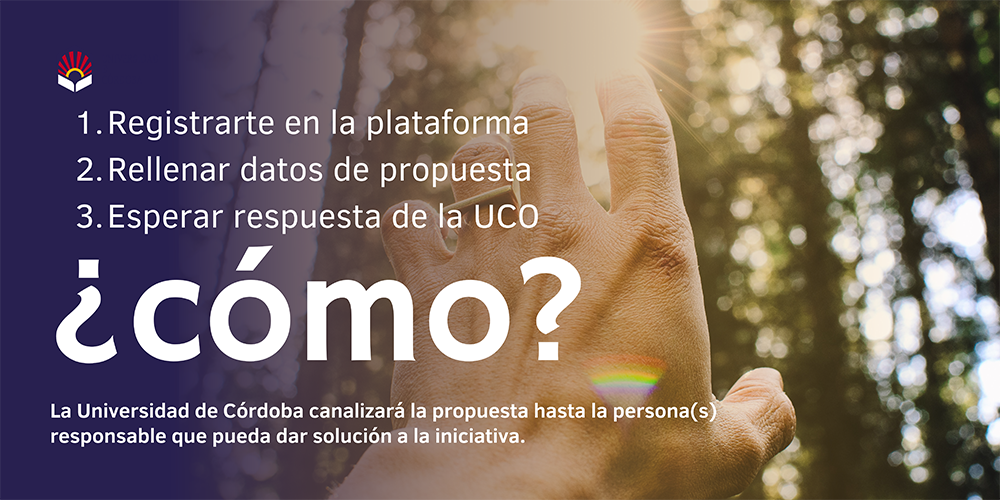 1. Registrarte en la plataforma
2. Rellenar datos de propuesta
3. Esperar respuesta de la UCO
¿cómo?
La Universidad de Córdoba canalizará la propuesta hasta la persona(s)
responsable que pueda dar solución a la iniciativa.